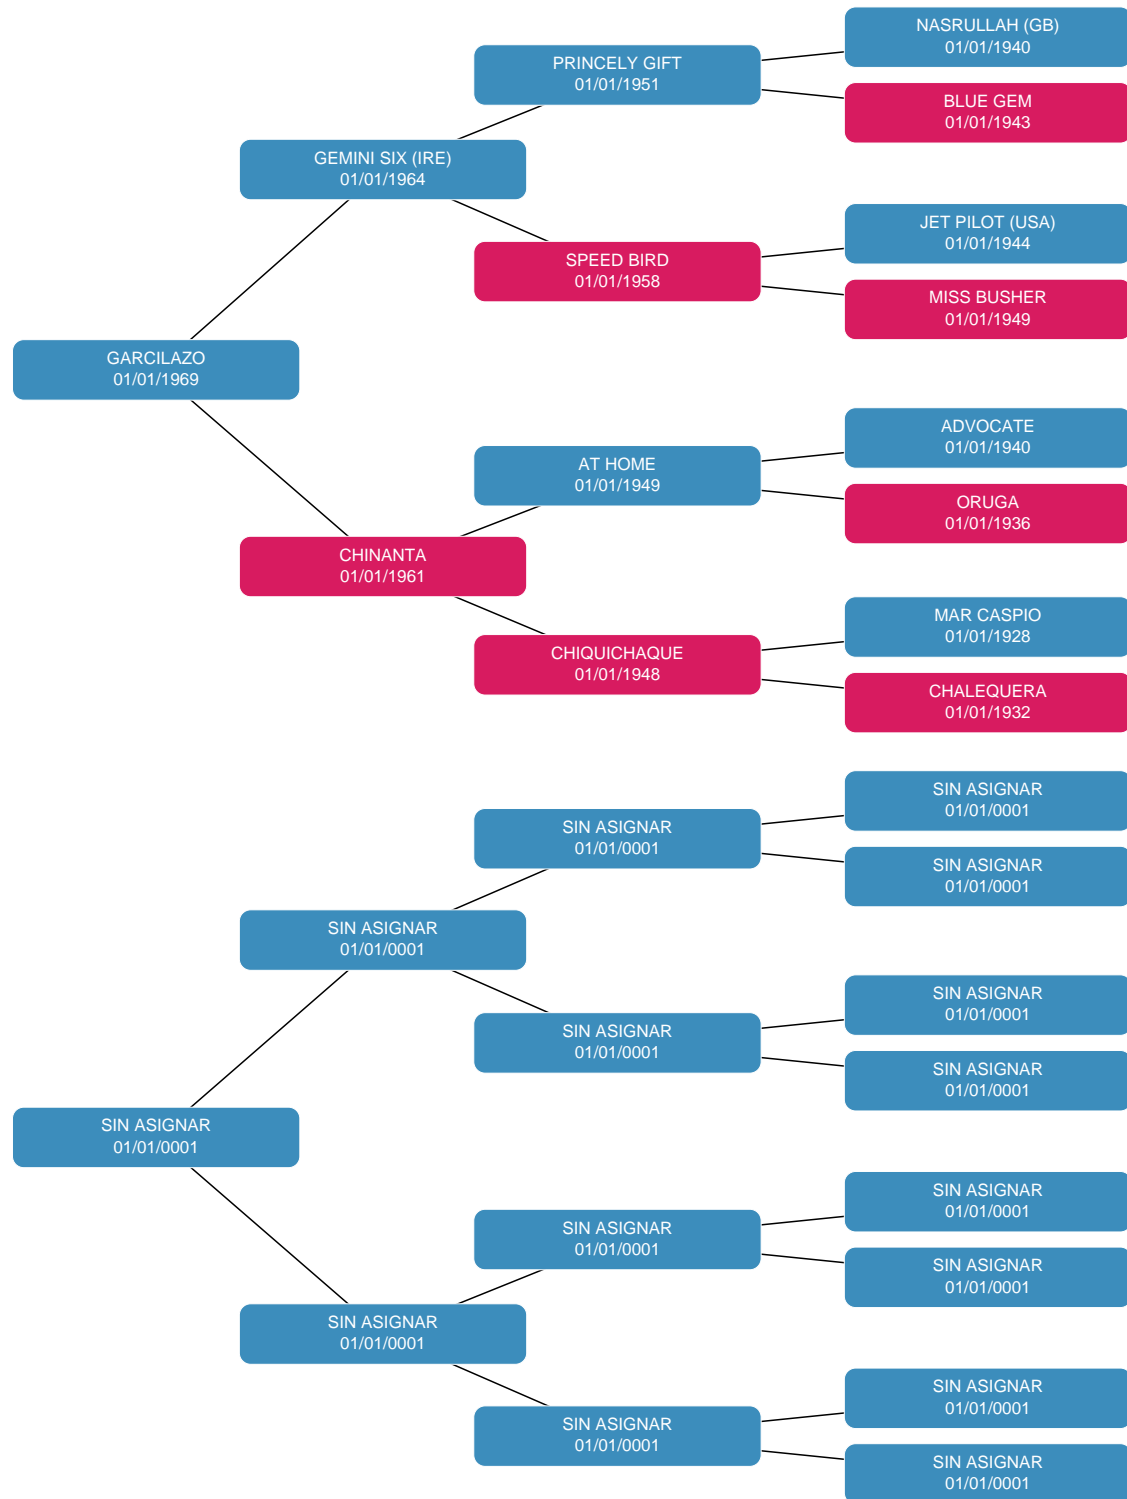 NASRULLAH (GB)
01/01/1940
PRINCELY GIFT
01/01/1951
BLUE GEM
01/01/1943
GEMINI SIX (IRE)
01/01/1964
JET PILOT (USA)
01/01/1944
SPEED BIRD
01/01/1958
MISS BUSHER
01/01/1949
GARCILAZO
01/01/1969
ADVOCATE
01/01/1940
AT HOME
01/01/1949
ORUGA
01/01/1936
CHINANTA
01/01/1961
MAR CASPIO
01/01/1928
CHIQUICHAQUE
01/01/1948
CHALEQUERA
01/01/1932
SIN ASIGNAR
01/01/0001
SIN ASIGNAR
01/01/0001
SIN ASIGNAR
01/01/0001
SIN ASIGNAR
01/01/0001
SIN ASIGNAR
01/01/0001
SIN ASIGNAR
01/01/0001
SIN ASIGNAR
01/01/0001
SIN ASIGNAR
01/01/0001
SIN ASIGNAR
01/01/0001
SIN ASIGNAR
01/01/0001
SIN ASIGNAR
01/01/0001
SIN ASIGNAR
01/01/0001
SIN ASIGNAR
01/01/0001
SIN ASIGNAR
01/01/0001
SIN ASIGNAR
01/01/0001